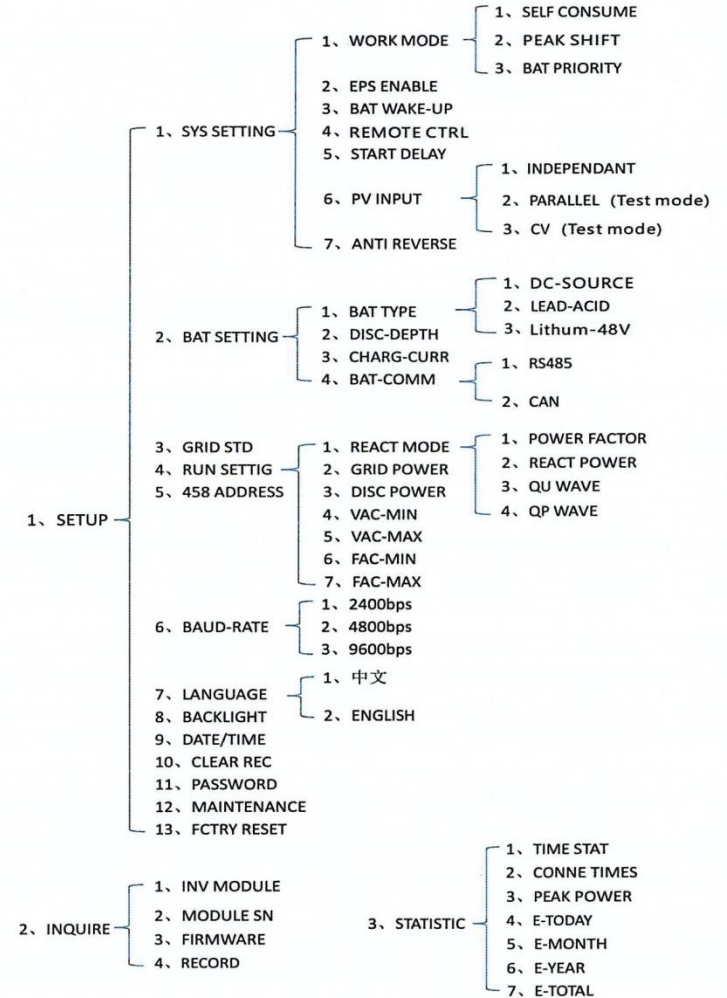 1、SETUP
1、SYS SETTING
1、WORK MODE
1、SELF CONSUME
2、PEAK SHIFT
3、BAT PRIORITY
2、EPS ENABLE
3、BAT WAKE-UP
4、REMOTE CTRL
5、START DELAY
6、PV INPUT
1、INDEPENDANT
2、PARALLEL (Test mode)
3、CV (Test mode)
7、ANTI REVERSE
2、BAT SETTING
1、BAT TYPE
1、DC-SOURCE
2、LEAD-ACID
3、Lithum-48V
2、DISC-DEPTH
3、CHARG-CURR
4、BAT-COMM
1、RS485
2、CAN
3、GRID STD
4、RUN SETTIG
1、REACT MODE
1、POWER FACTOR
2、REACT POWER
3、QU WAVE
4、QP WAVE
2、GRID POWER
3、DISC POWER
4、VAC-MIN
5、VAC-MAX
6、FAC-MIN
7、FAC-MAX
5、458 ADDRESS
6、BAUD-RATE
1、2400bps
2、4800bps
3、9600bps
7、LANGUAGE
1、中文
2、ENGLISH
8、BACKLIGHT
9、DATE/TIME
10、CLEAR REC
11、PASSWORD
12、MAINTENANCE
13、FCTRY RESET
2、INQUIRE
1、INV MODULE
2、MODULE SN
3、FIRMWARE
4、RECORD
3、STATISTIC
1、TIME STAT
2、CONNE TIMES
3、PEAK POWER
4、E-TODAY
5、E-MONTH
6、E-YEAR
7、E-TOTAL